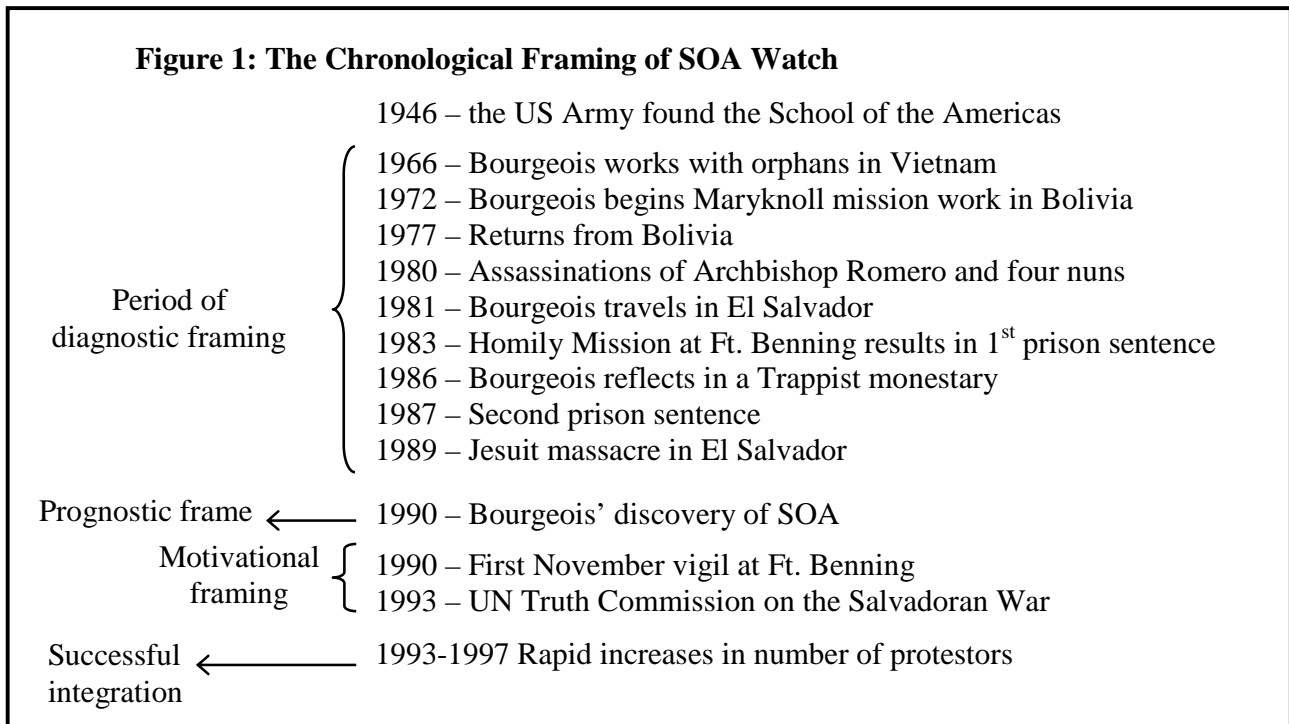 Figure 1: The Chronological Framing of SOA Watch
1946 – the US Army found the School of the Americas
1966 – Bourgeois works with orphans in Vietnam
1972 – Bourgeois begins Maryknoll mission work in Bolivia
1977 – Returns from Bolivia
1980 – Assassinations of Archbishop Romero and four nuns
1981 – Bourgeois travels in El Salvador
1983 – Homily Mission at Ft. Benning results in 1st prison sentence
1986 – Bourgeois reflects in a Trappist monestary
1987 – Second prison sentence
1989 – Jesuit massacre in El Salvador
Period of
diagnostic framing
Prognostic frame
1990 – Bourgeois’ discovery of SOA
Motivational
framing
1990 – First November vigil at Ft. Benning
1993 – UN Truth Commission on the Salvadoran War
Successful
integration
1993-1997 Rapid increases in number of protestors